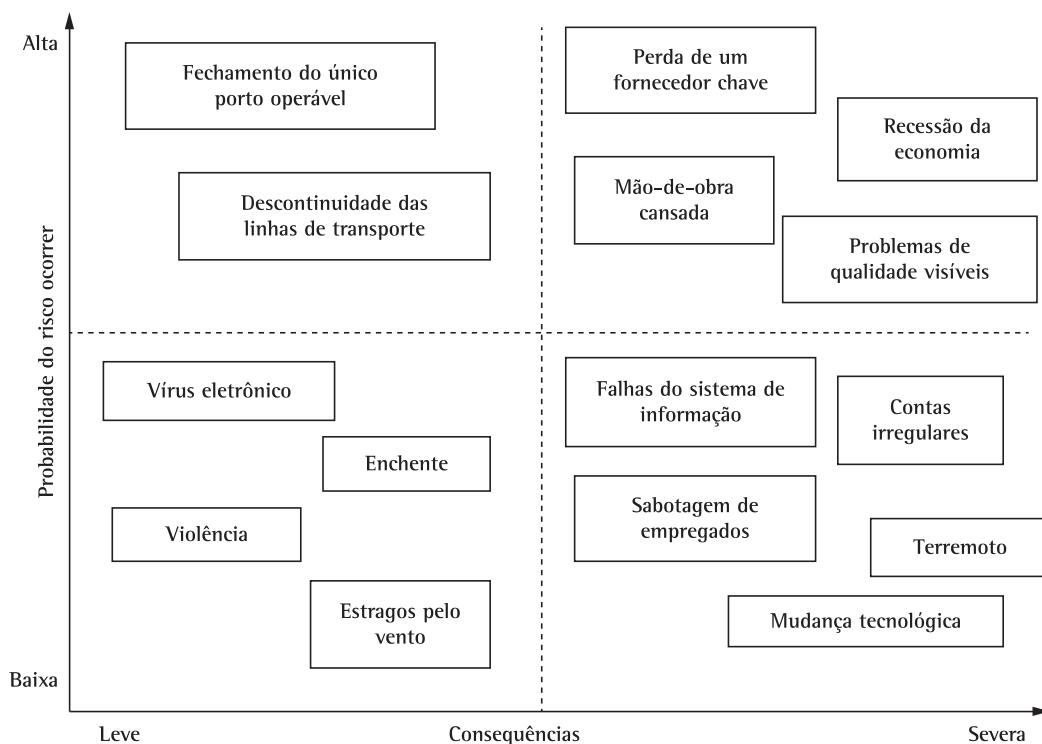 Alta
Fechamento do único
porto operável
Perda de um
fornecedor chave
Recessão da
economia
Descontinuidade das
linhas de transporte
Mão-de-obra
cansada
Problemas de
qualidade visíveis
Probabilidade do risco ocorrer
Vírus eletrônico
Falhas do sistema de
informação
Contas
irregulares
Enchente
Violência
Sabotagem de
empregados
Terremoto
Estragos pelo
vento
Mudança tecnológica
Baixa
Leve
Consequências
Severa